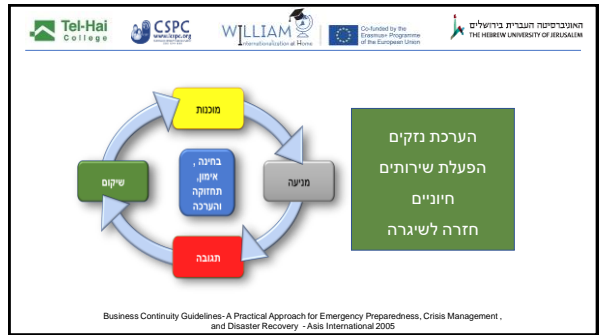 Tel-Hai
College
CSPC
www.icspc.org
WILLIAM
Internationalization at Home
Co-funded by the
Erasmus+ Programme
of the European Union
האוניברסיטה העברית בירושלים
THE HEBREW UNIVERSITY OF JERUSALEM
מוכנות
בחינה ,
אימון,
תחזוקה
והערכה
שיקום
מניעה
תגובה
הערכת נזקים
הפעלת שירותים
חיוניים
חזרה לשיגרה
Business Continuity Guidelines- A Practical Approach for Emergency Preparedness, Crisis Management ,
and Disaster Recovery - Asis International 2005